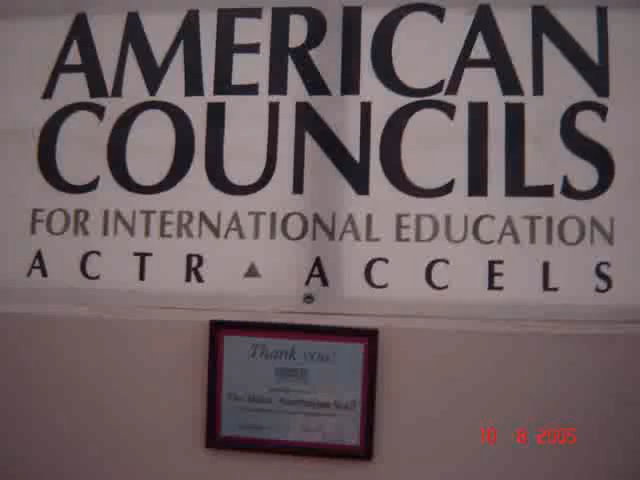 AMERICAN
COUNCILS
FOR INTERNATIONAL EDUCATION
ACTR ▲ ACCELS
Thank you!
10 8 2005